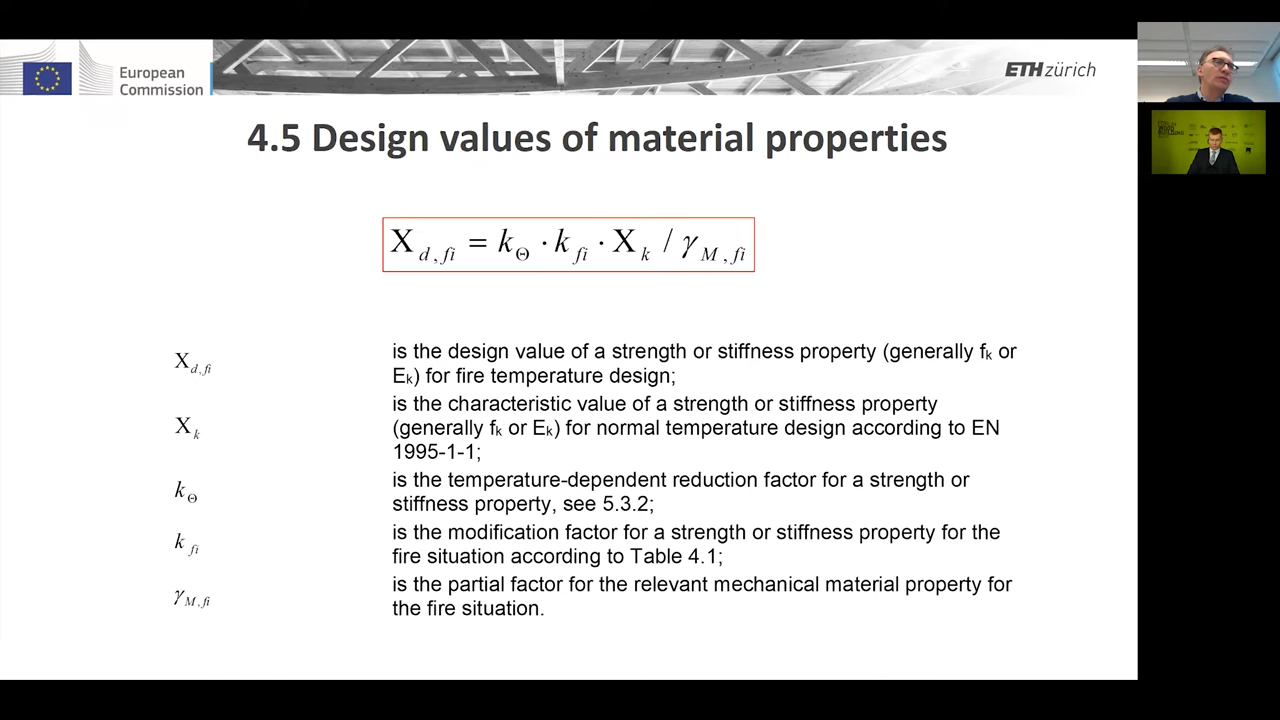 European
Commission
ETH zürich
4.5 Design values of material properties
X d,fi = k Θ · k fi · X k / γ M,fi
X d,fi
is the design value of a strength or stiffness property (generally fk or
Ek) for fire temperature design;
X k
is the characteristic value of a strength or stiffness property
(generally fk or Ek) for normal temperature design according to EN
1995-1-1;
k Θ
is the temperature-dependent reduction factor for a strength or
stiffness property, see 5.3.2;
k fi
is the modification factor for a strength or stiffness property for the
fire situation according to Table 4.1;
γ M,fi
is the partial factor for the relevant mechanical material property for
the fire situation.